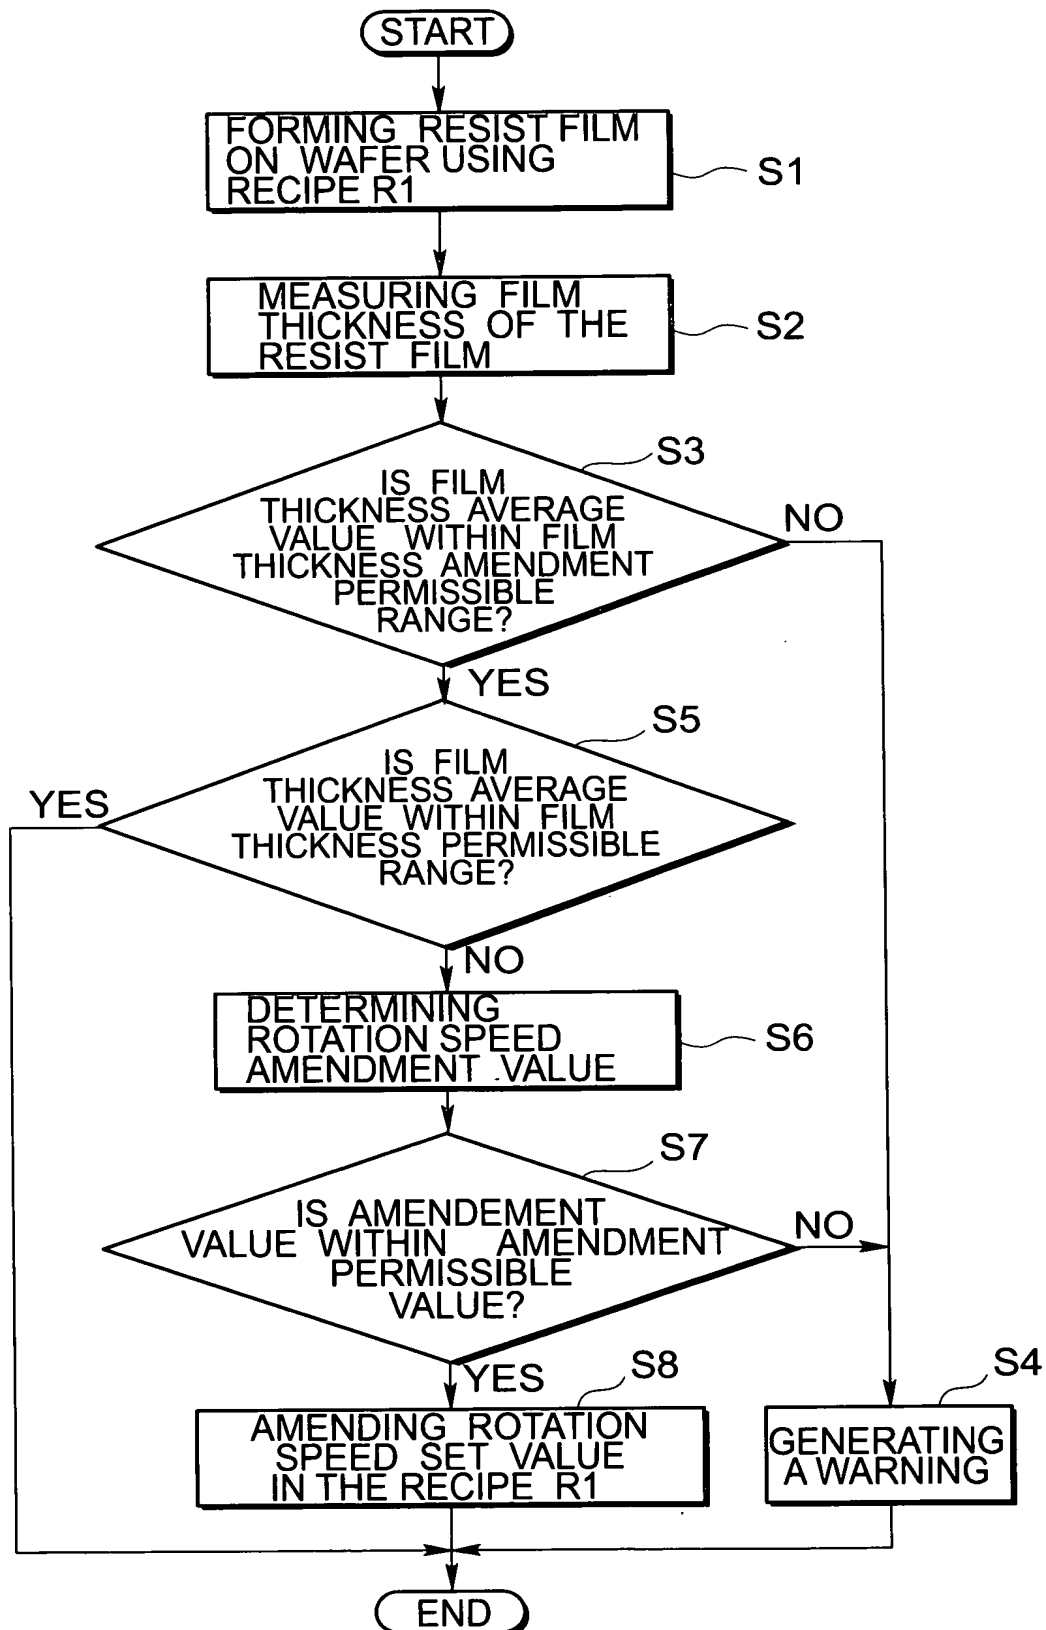 START
FORMING RESIST FILM
ON WAFER USING
RECIPE R1
S1
MEASURING FILM
THICKNESS OF THE
RESIST FILM
S2
S3
IS FILM
THICKNESS AVERAGE
VALUE WITHIN FILM
THICKNESS AMENDMENT
PERMISSIBLE
RANGE?
NO
YES
S5
IS FILM
THICKNESS AVERAGE
VALUE WITHIN FILM
THICKNESS PERMISSIBLE
RANGE?
YES
NO
DETERMINING
ROTATION SPEED
AMENDMENT VALUE
S6
S7
IS AMENDEMENT
VALUE WITHIN AMENDMENT
PERMISSIBLE
VALUE?
NO
YES
S8
AMENDING ROTATION
SPEED SET VALUE
IN THE RECIPE R1
S4
GENERATING
A WARNING
END